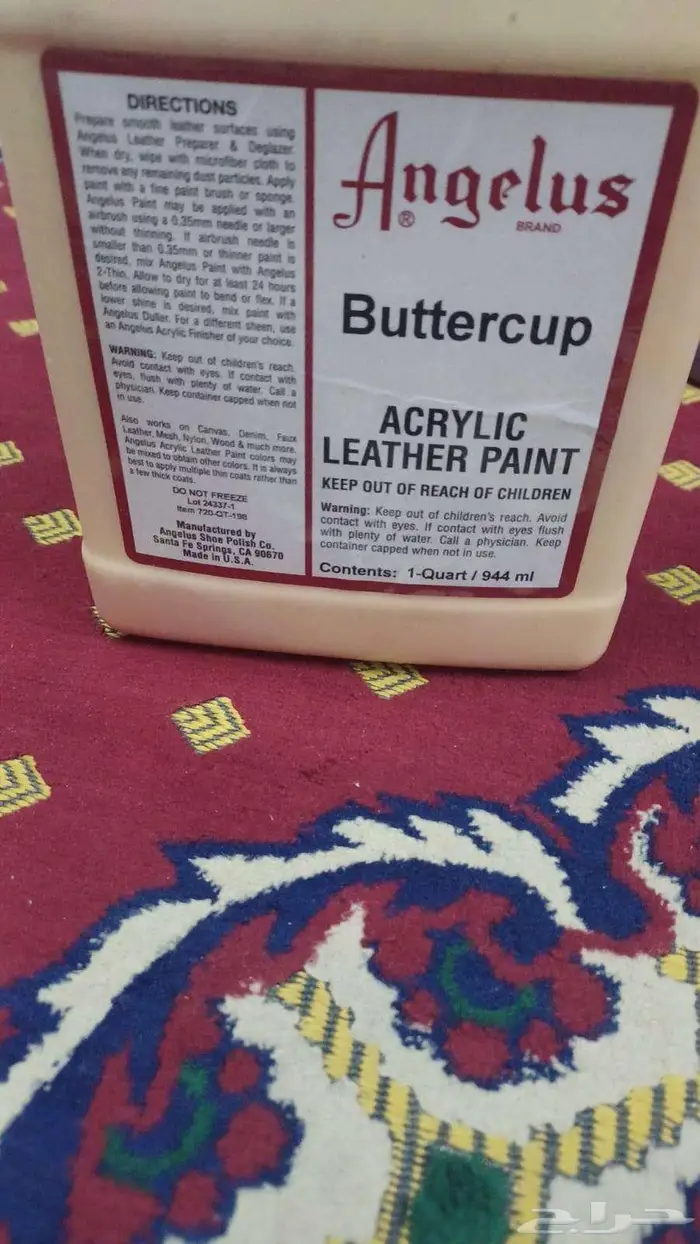 DIRECTIONS
Prepare smooth leather surfaces using
Angelus Leather Preparer & Deglazer.
When dry, wipe with microfiber cloth to
remove any remaining dust particles. Apply
paint with a fine paint brush or sponge.
Angelus Paint may be applied with an
airbrush using a 0.35mm needle or larger
without thinning. If airbrush needle is
smaller than 0.35mm or thinner paint is
desired, mix Angelus Paint with Angelus
2-Thin. Allow to dry for at least 24 hours
before allowing paint to bend or flex. If a
lower shine is desired, mix paint with
Angelus Duller. For a different sheen, use
an Angelus Acrylic Finisher of your choice.
WARNING: Keep out of children's reach.
Avoid contact with eyes. If contact with
eyes, flush with plenty of water. Call a
physician. Keep container capped when not
in use.
Also works on Canvas, Denim, Faux
Leather, Mesh, Nylon, Wood & much more.
Angelus Acrylic Leather Paint colors may
be mixed to obtain other colors. It is always
best to apply multiple thin coats rather than
a few thick coats.
DO NOT FREEZE
Lot 24337-1
Item 720-QT-198
Manufactured by
Angelus Shoe Polish Co.
Santa Fe Springs, CA 90670
Made in U.S.A.
Angelus
®
BRAND
Buttercup
ACRYLIC
LEATHER PAINT
KEEP OUT OF REACH OF CHILDREN
Warning: Keep out of children's reach. Avoid
contact with eyes. If contact with eyes flush
with plenty of water. Call a physician. Keep
container capped when not in use.
Contents: 1-Quart / 944 ml
حراج